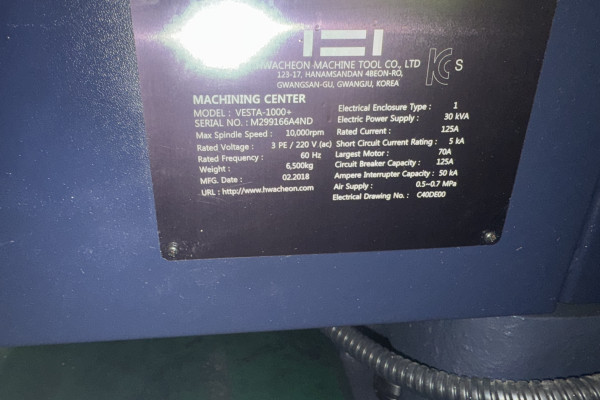 HWACHEON MACHINE TOOL CO., LTD
123-17, HANAMSANDAN 4BEON-RO,
GWANGSAN-GU, GWANGJU, KOREA
KC S
MACHINING CENTER
MODEL : VESTA-1000+
SERIAL NO. : M299166A4ND
Max Spindle Speed : 10,000rpm
Rated Voltage : 3 PE / 220 V (ac)
Rated Frequency : 60 Hz
Weight : 6,500kg
MFG. Date : 02.2018
URL : http://www.hwacheon.com
Electrical Enclosure Type : 1
Electric Power Supply : 30 kVA
Rated Current : 125A
Short Circuit Current Rating : 5 kA
Largest Motor : 70A
Circuit Breaker Capacity : 125A
Ampere Interrupter Capacity : 50 kA
Air Supply : 0.5~0.7 MPa
Electrical Drawing No. : C40DE00